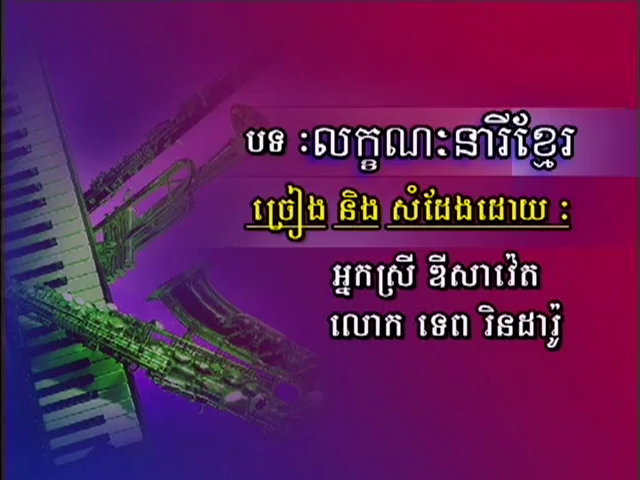 បទ ៈលក្ខណៈនារីខ្មែរ
ច្រៀង និង សំដែងដោយ ៈ
អ្នកស្រី ឌីសាវ៉េត
លោក ទេព រិនដារ៉ូ